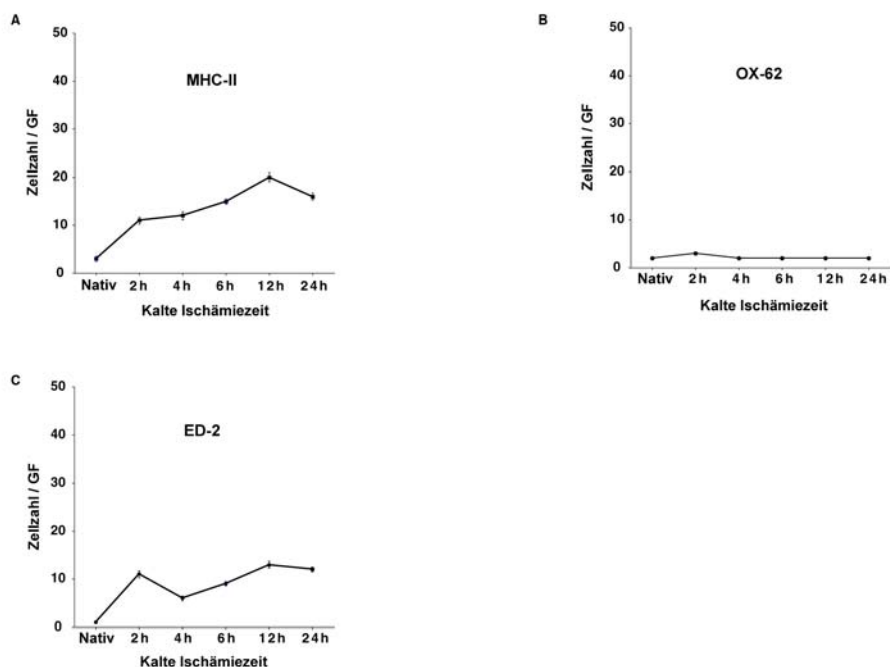 A
MHC-II
Zellzahl / GF
50
40
30
20
10
0
Nativ 2 h 4 h 6 h 12 h 24 h
Kalte Ischämiezeit
B
OX-62
Zellzahl / GF
50
40
30
20
10
0
Nativ 2 h 4 h 6 h 12 h 24 h
Kalte Ischämiezeit
C
ED-2
Zellzahl / GF
50
40
30
20
10
0
Nativ 2 h 4 h 6 h 12 h 24 h
Kalte Ischämiezeit